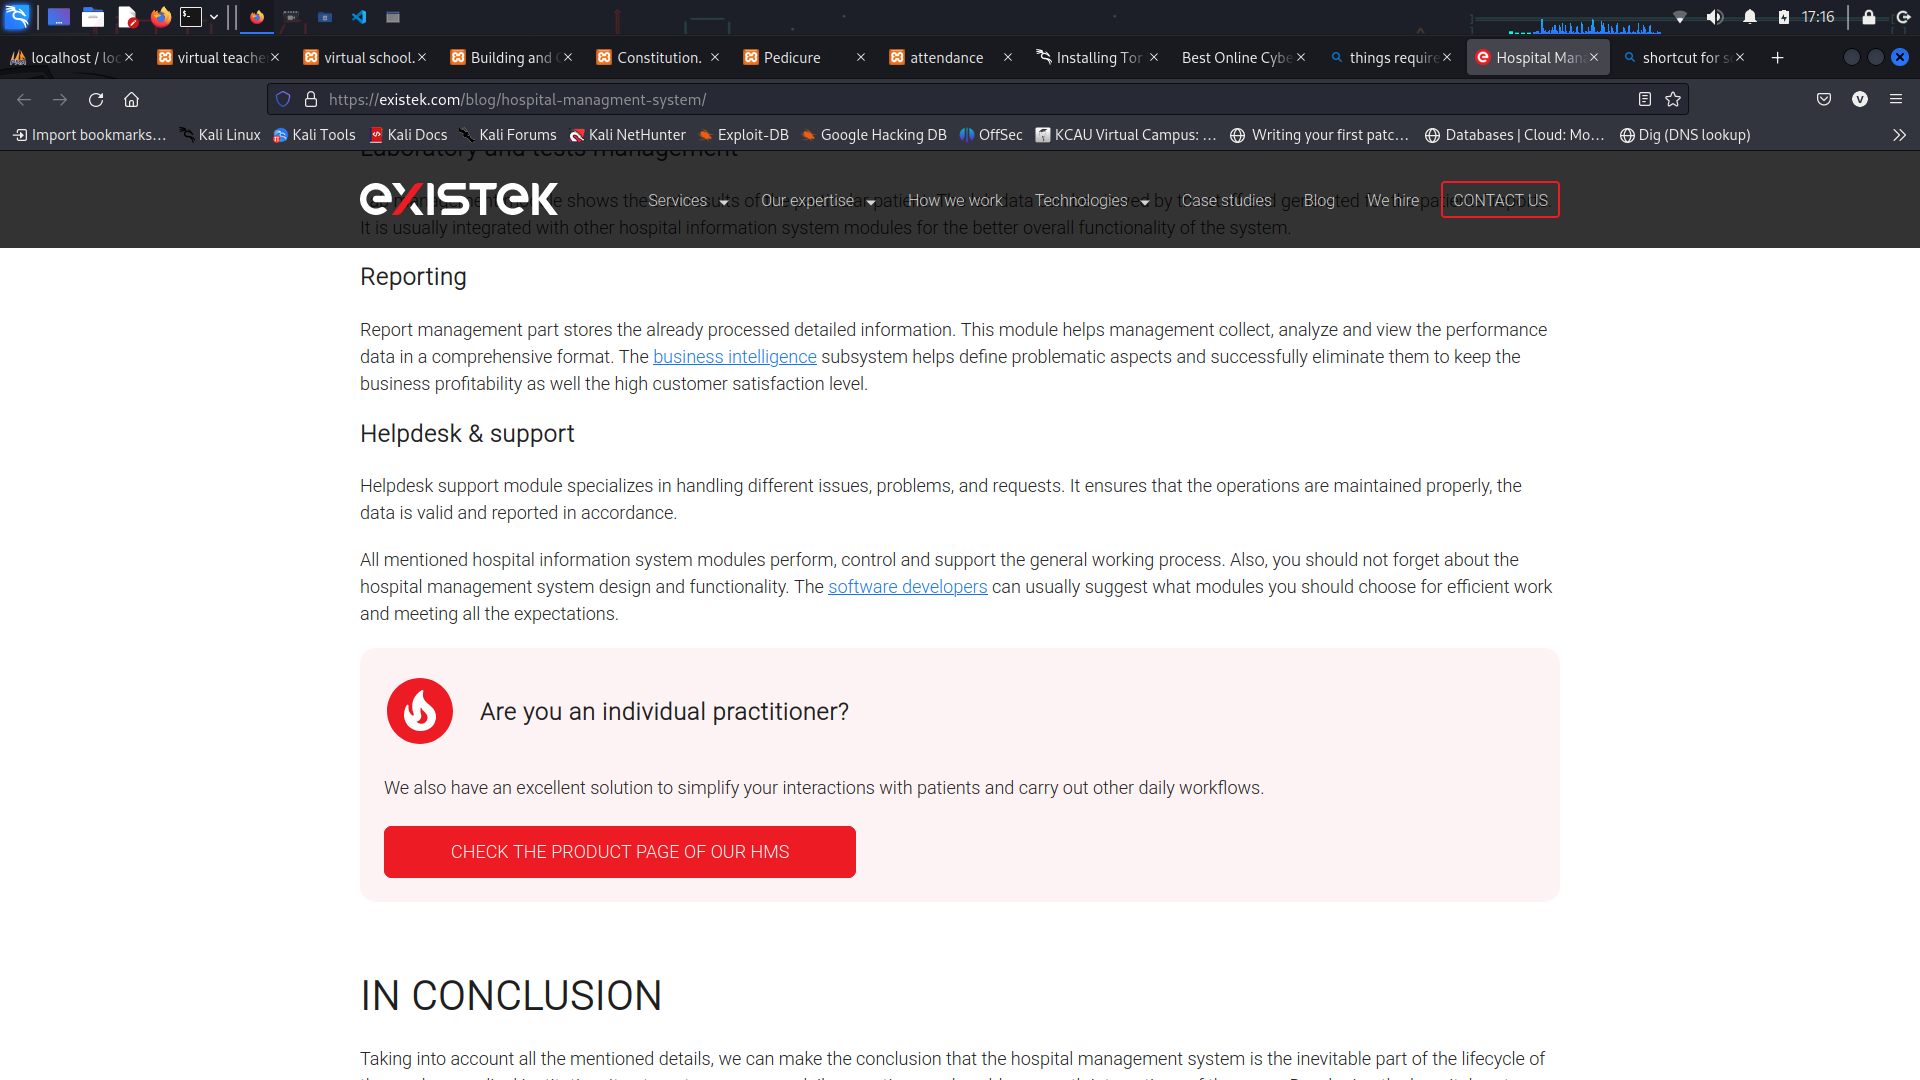 17:16
localhost / loc
virtual teache
virtual school.
Building and C
Constitution.
Pedicure
attendance
Installing Tor
Best Online Cybe
things require
Hospital Mana
shortcut for sc
https://existek.com/blog/hospital-managment-system/
Import bookmarks…
Kali Linux
Kali Tools
Kali Docs
Kali Forums
Kali NetHunter
Exploit-DB
Google Hacking DB
OffSec
KCAU Virtual Campus: …
Writing your first patc…
Databases | Cloud: Mo…
Dig (DNS lookup)
Laboratory and tests management
existek
Services
Our expertise
How we work
Technologies
Case studies
Blog
We hire
CONTACT US
It is usually integrated with other hospital information system modules for the better overall functionality of the system.
Reporting
Report management part stores the already processed detailed information. This module helps management collect, analyze and view the performance
data in a comprehensive format. The business intelligence subsystem helps define problematic aspects and successfully eliminate them to keep the
business profitability as well the high customer satisfaction level.
Helpdesk & support
Helpdesk support module specializes in handling different issues, problems, and requests. It ensures that the operations are maintained properly, the
data is valid and reported in accordance.
All mentioned hospital information system modules perform, control and support the general working process. Also, you should not forget about the
hospital management system design and functionality. The software developers can usually suggest what modules you should choose for efficient work
and meeting all the expectations.
Are you an individual practitioner?
We also have an excellent solution to simplify your interactions with patients and carry out other daily workflows.
CHECK THE PRODUCT PAGE OF OUR HMS
IN CONCLUSION
Taking into account all the mentioned details, we can make the conclusion that the hospital management system is the inevitable part of the lifecycle of